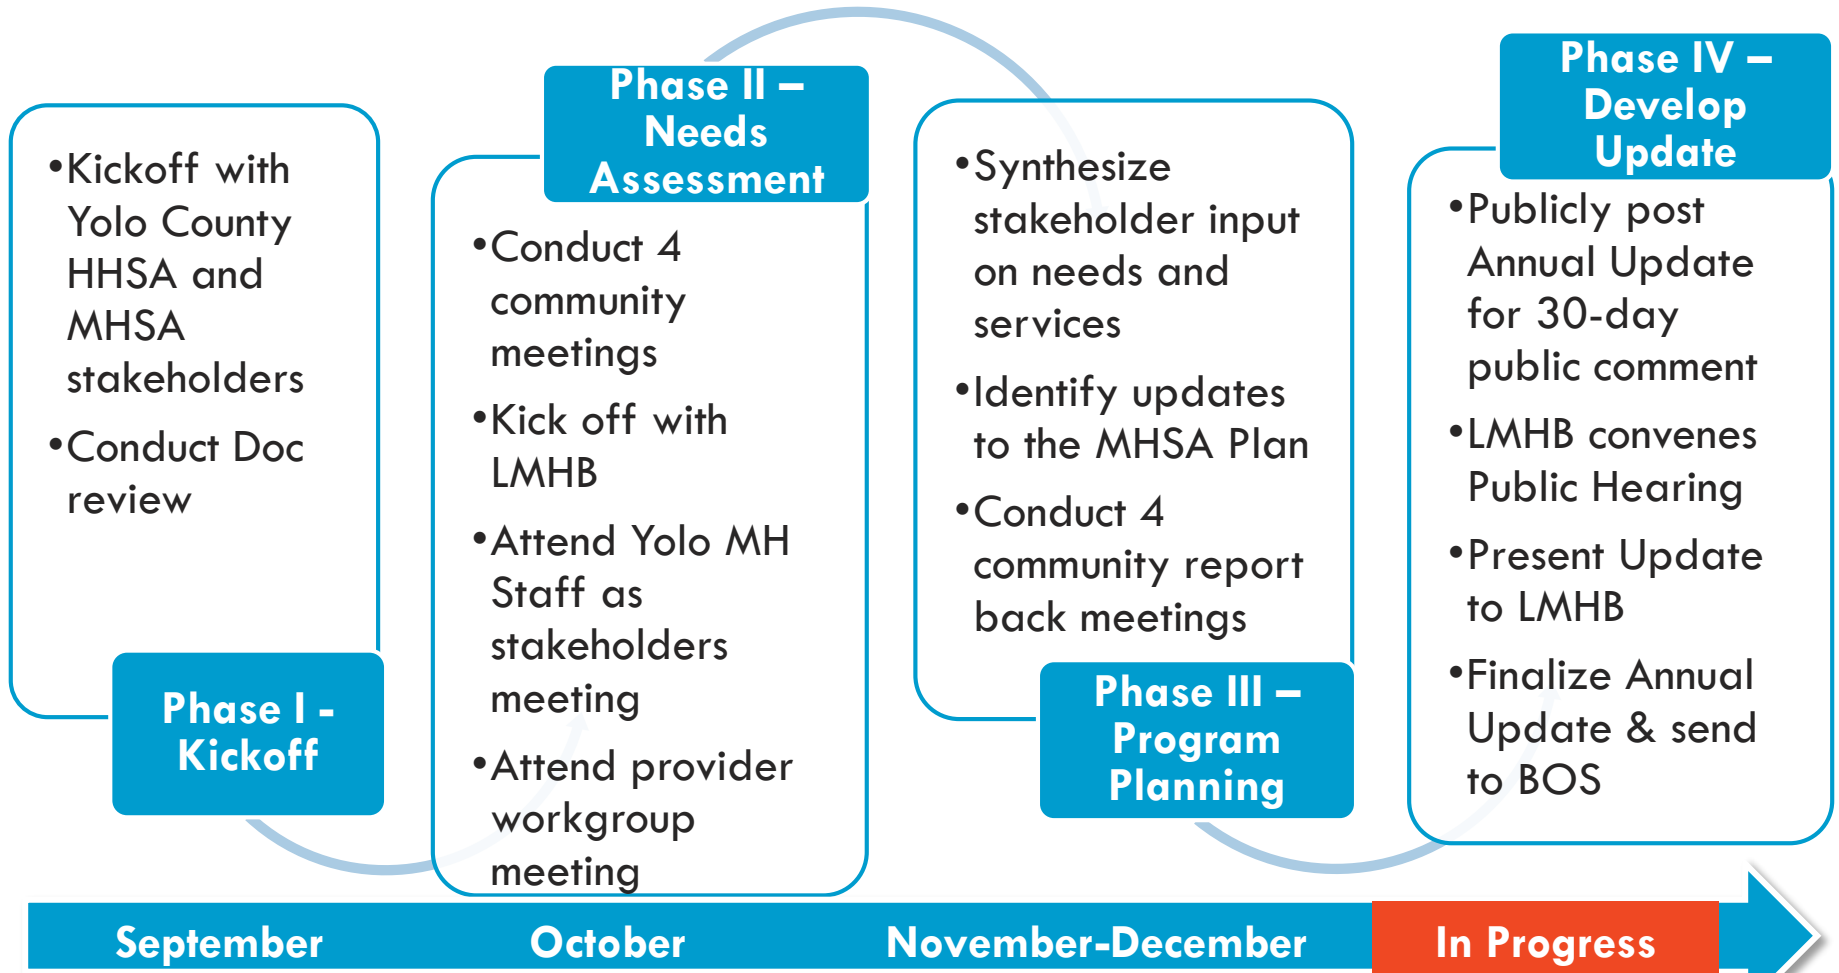 •Kickoff with
Yolo County
HHSA and
MHSA
stakeholders
•Conduct Doc
review
Phase I -
Kickoff
Phase II –
Needs
Assessment
•Conduct 4
community
meetings
•Kick off with
LMHB
•Attend Yolo MH
Staff as
stakeholders
meeting
•Attend provider
workgroup
meeting
•Synthesize
stakeholder input
on needs and
services
•Identify updates
to the MHSA Plan
•Conduct 4
community report
back meetings
Phase III –
Program
Planning
Phase IV –
Develop
Update
•Publicly post
Annual Update
for 30-day
public comment
•LMHB convenes
Public Hearing
•Present Update
to LMHB
•Finalize Annual
Update & send
to BOS
September
October
November-December
In Progress